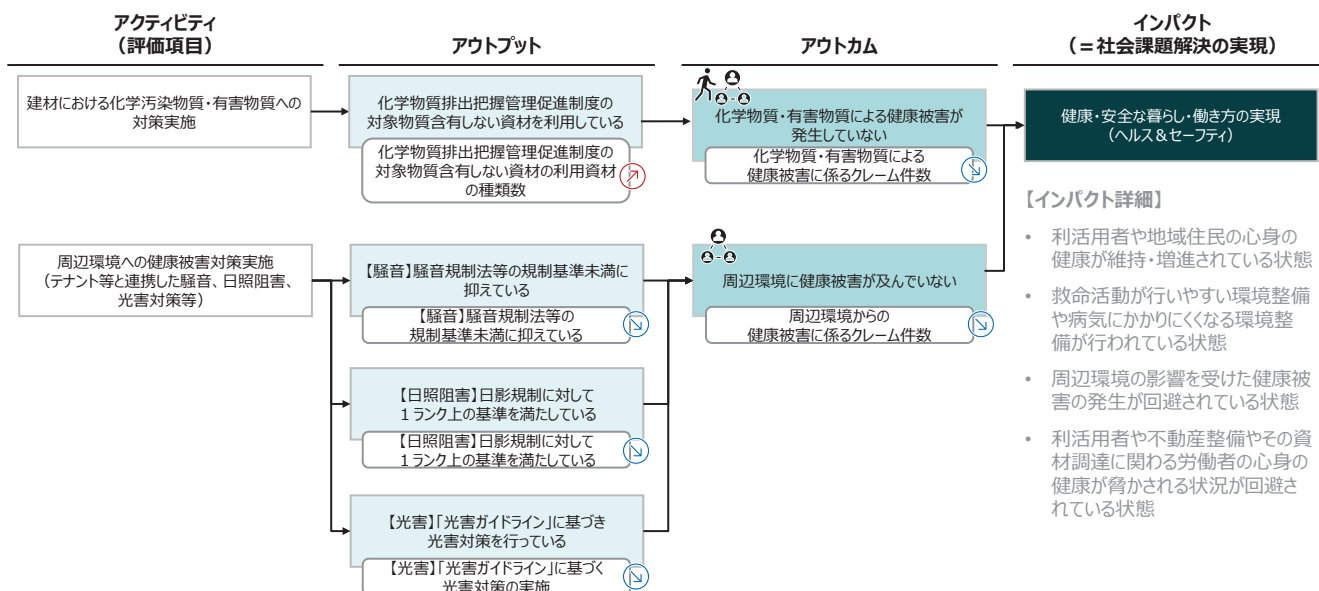 アクティビティ
（評価項目）
アウトプット
アウトカム
インパクト
（＝社会課題解決の実現）
建材における化学汚染物質・有害物質への
対策実施
化学物質排出把握管理促進制度の
対象物質含有しない資材を利用している
化学物質排出把握管理促進制度の
対象物質含有しない資材の利用資材
の種類数
化学物質・有害物質による健康被害が
発生していない
化学物質・有害物質による
健康被害に係るクレーム件数
健康・安全な暮らし・働き方の実現
（ヘルス＆セーフティ）
周辺環境への健康被害対策実施
（テナント等と連携した騒音、日照阻害、
光害対策等）
【騒音】騒音規制法等の規制基準未満に
抑えている
【騒音】騒音規制法等の
規制基準未満に抑えている
【日照阻害】日影規制に対して
１ランク上の基準を満たしている
【日照阻害】日影規制に対して
１ランク上の基準を満たしている
【光害】「光害ガイドライン」に基づき
光害対策を行っている
【光害】「光害ガイドライン」に基づく
光害対策の実施
周辺環境に健康被害が及んでいない
周辺環境からの
健康被害に係るクレーム件数
【インパクト詳細】
• 利活用者や地域住民の心身の
健康が維持・増進されている状態
• 救命活動が行いやすい環境整備
や病気にかかりにくくなる環境整
備が行われている状態
• 周辺環境の影響を受けた健康被
害の発生が回避されている状態
• 利活用者や不動産整備やその資
材調達に関わる労働者の心身の
健康が脅かされる状況が回避さ
れている状態